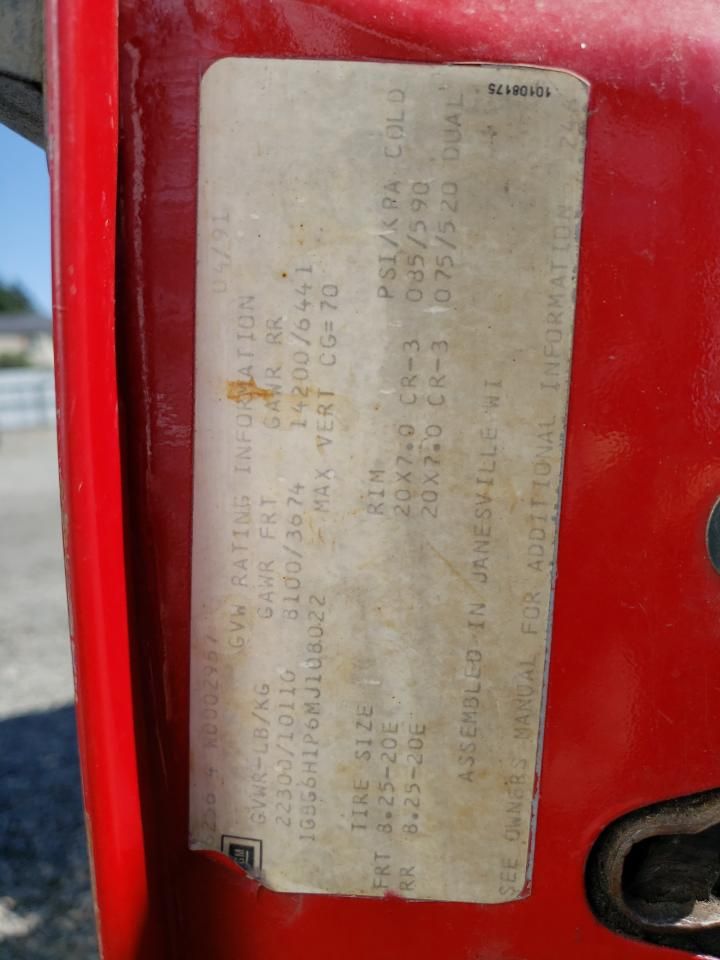 04/91
GVW RATING INFORMATION
GVWR-LB/KG GAWR FRT GAWR RR
22300/10110 8100/3674 14200/6441
1GBG6H1P6MJ108022 MAX VERT CG=70
TIRE SIZE RIM PSI/KPA COLD
FRT 8.25-20E 20X7.0 CR-3 085/590
RR 8.25-20E 20X7.0 CR-3 075/520 DUAL
ASSEMBLED IN JANESVILLE WI
SEE OWNERS MANUAL FOR ADDITIONAL INFORMATION
GM
10108175